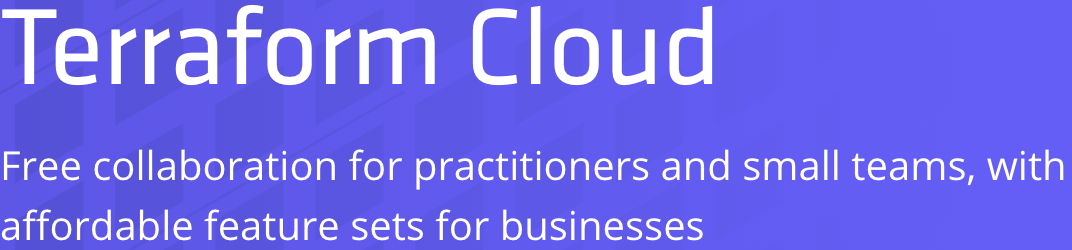 Terraform Cloud
Free collaboration for practitioners and small teams, with
affordable feature sets for businesses